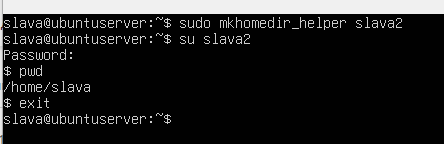 slava@ubuntuserver:~$ sudo mkhomedir_helper slava2
slava@ubuntuserver:~$ su slava2
Password:
$ pwd
/home/slava
$ exit
slava@ubuntuserver:~$